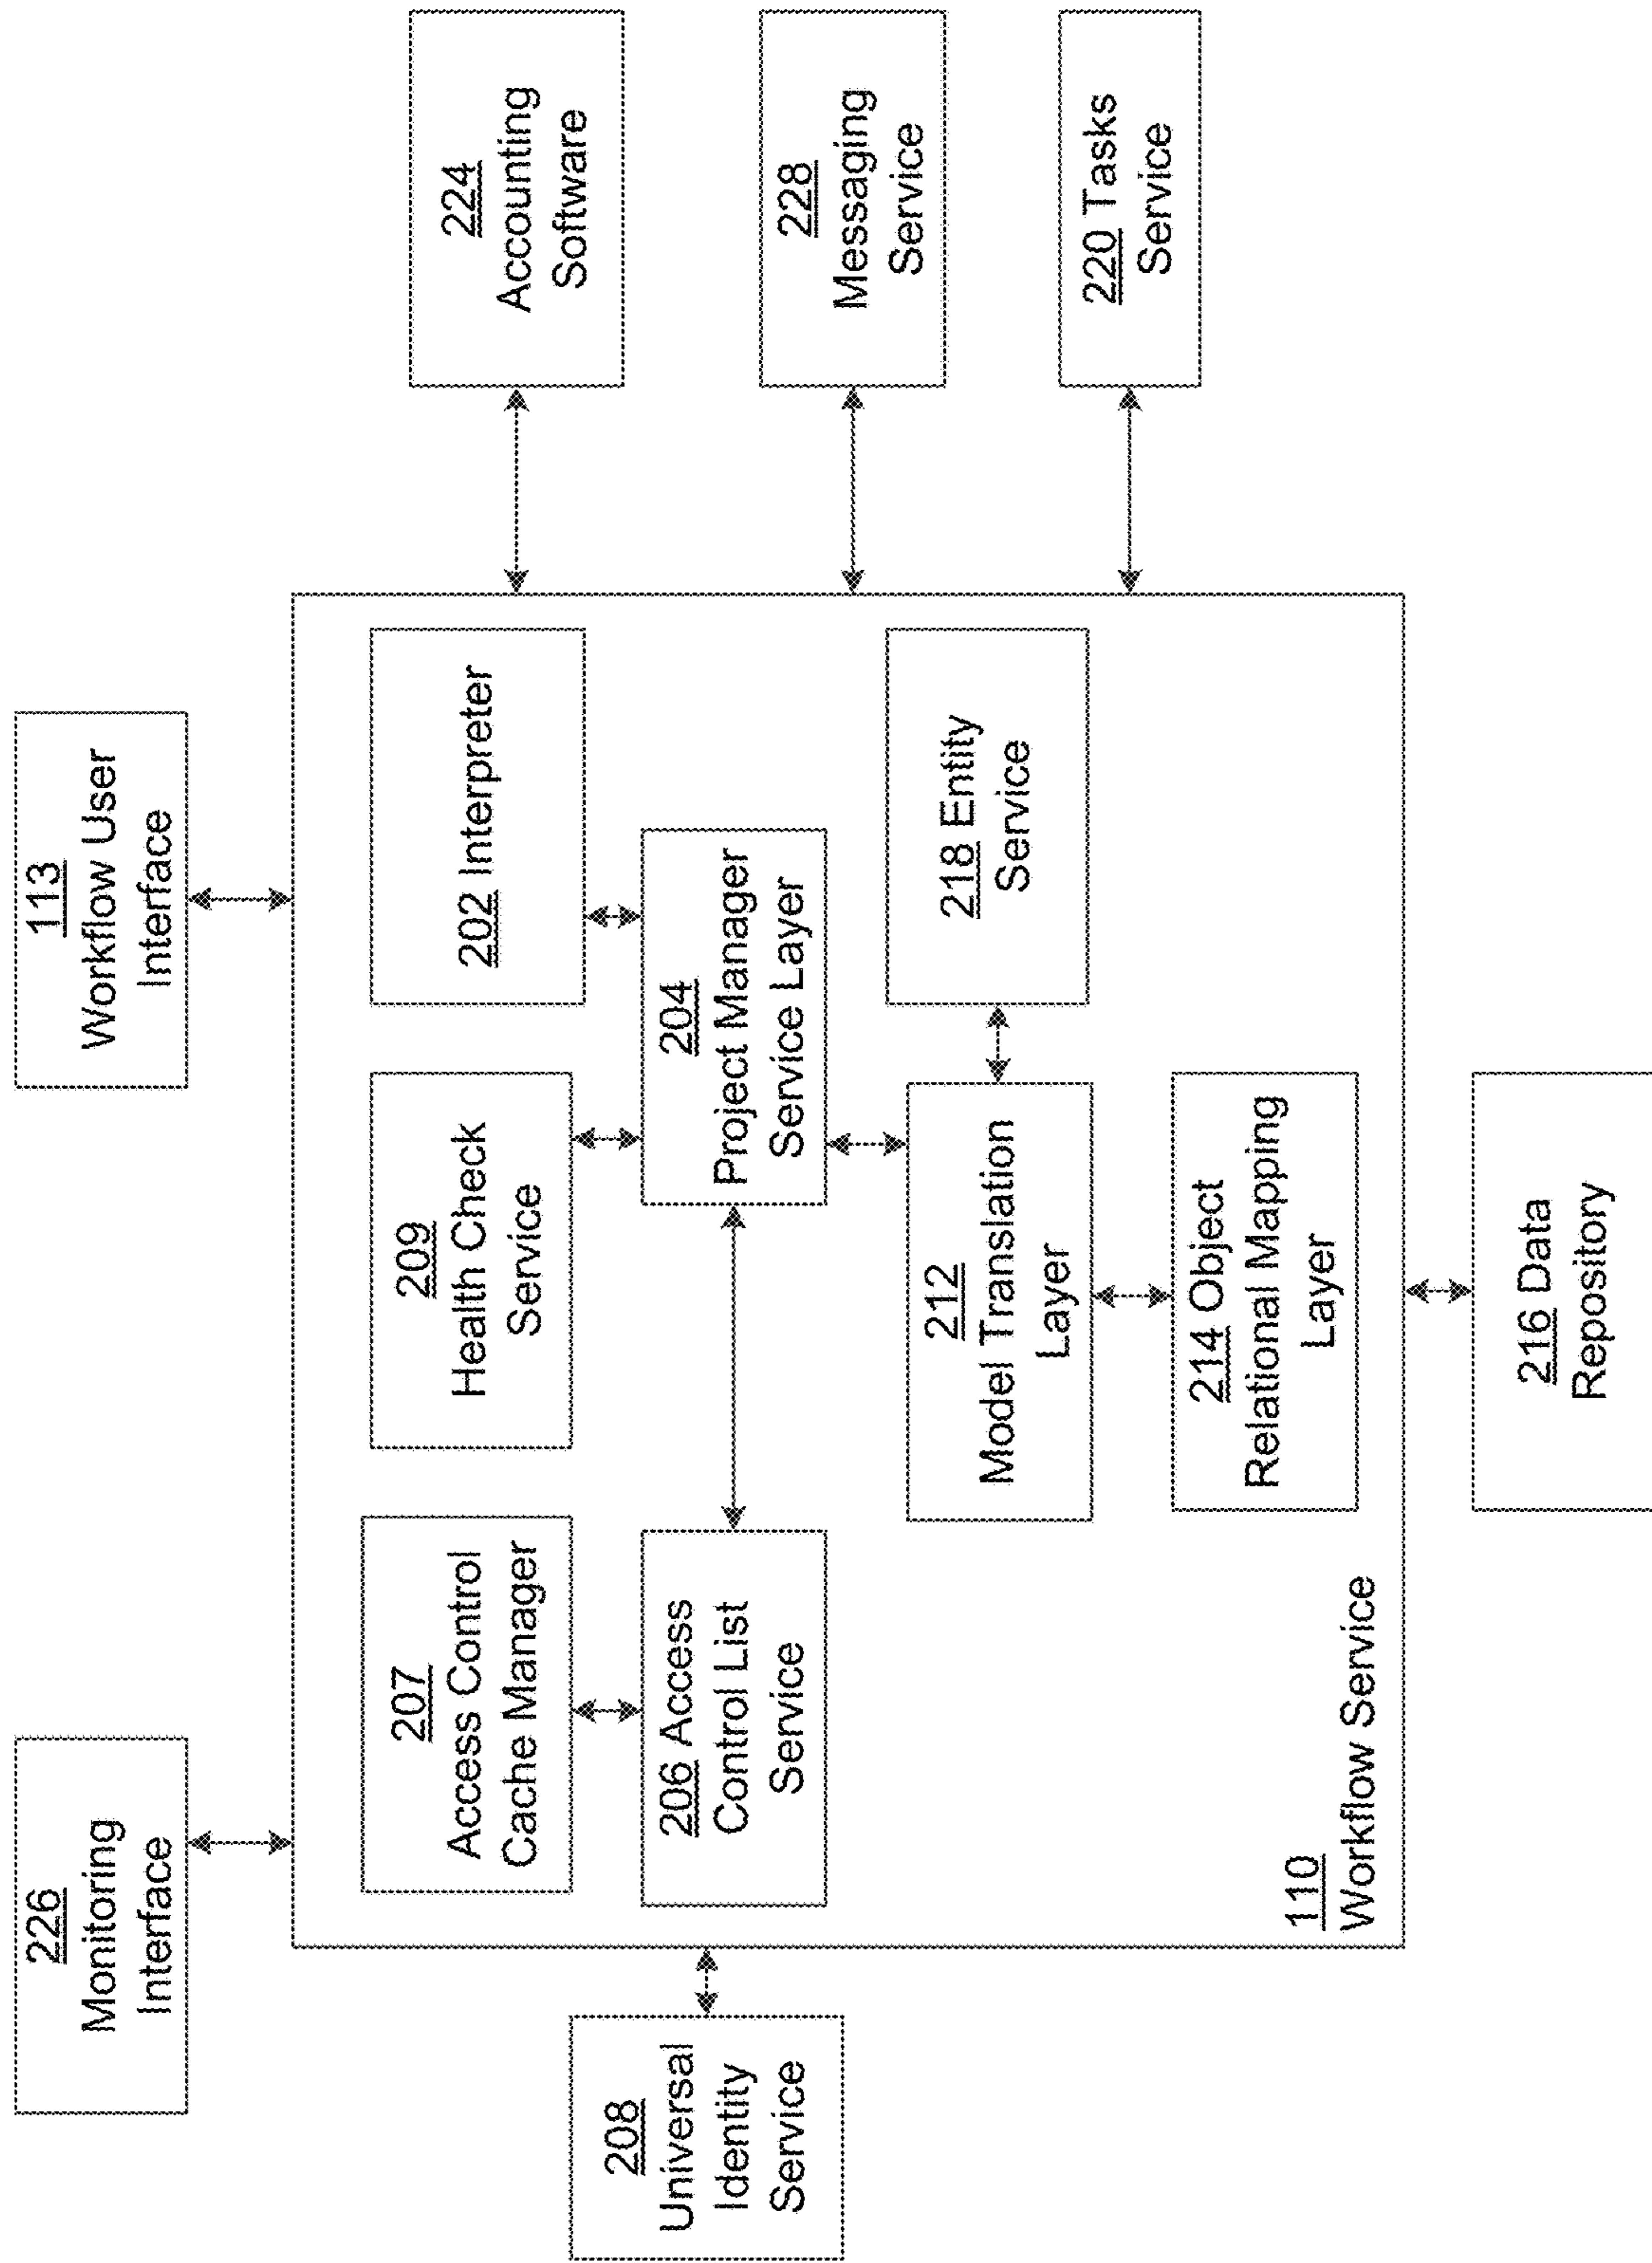 226
Monitoring
Interface
113
Workflow User
Interface
207
Access Control
Cache Manager
209
Health Check
Service
202 Interpreter
224
Accounting
Software
208
Universal
Identity
Service
206 Access
Control List
Service
204
Project Manager
Service Layer
228
Messaging
Service
212
Model Translation
Layer
218 Entity
Service
220 Tasks
Service
214 Object
Relational Mapping
Layer
110
Workflow Service
216 Data
Repository